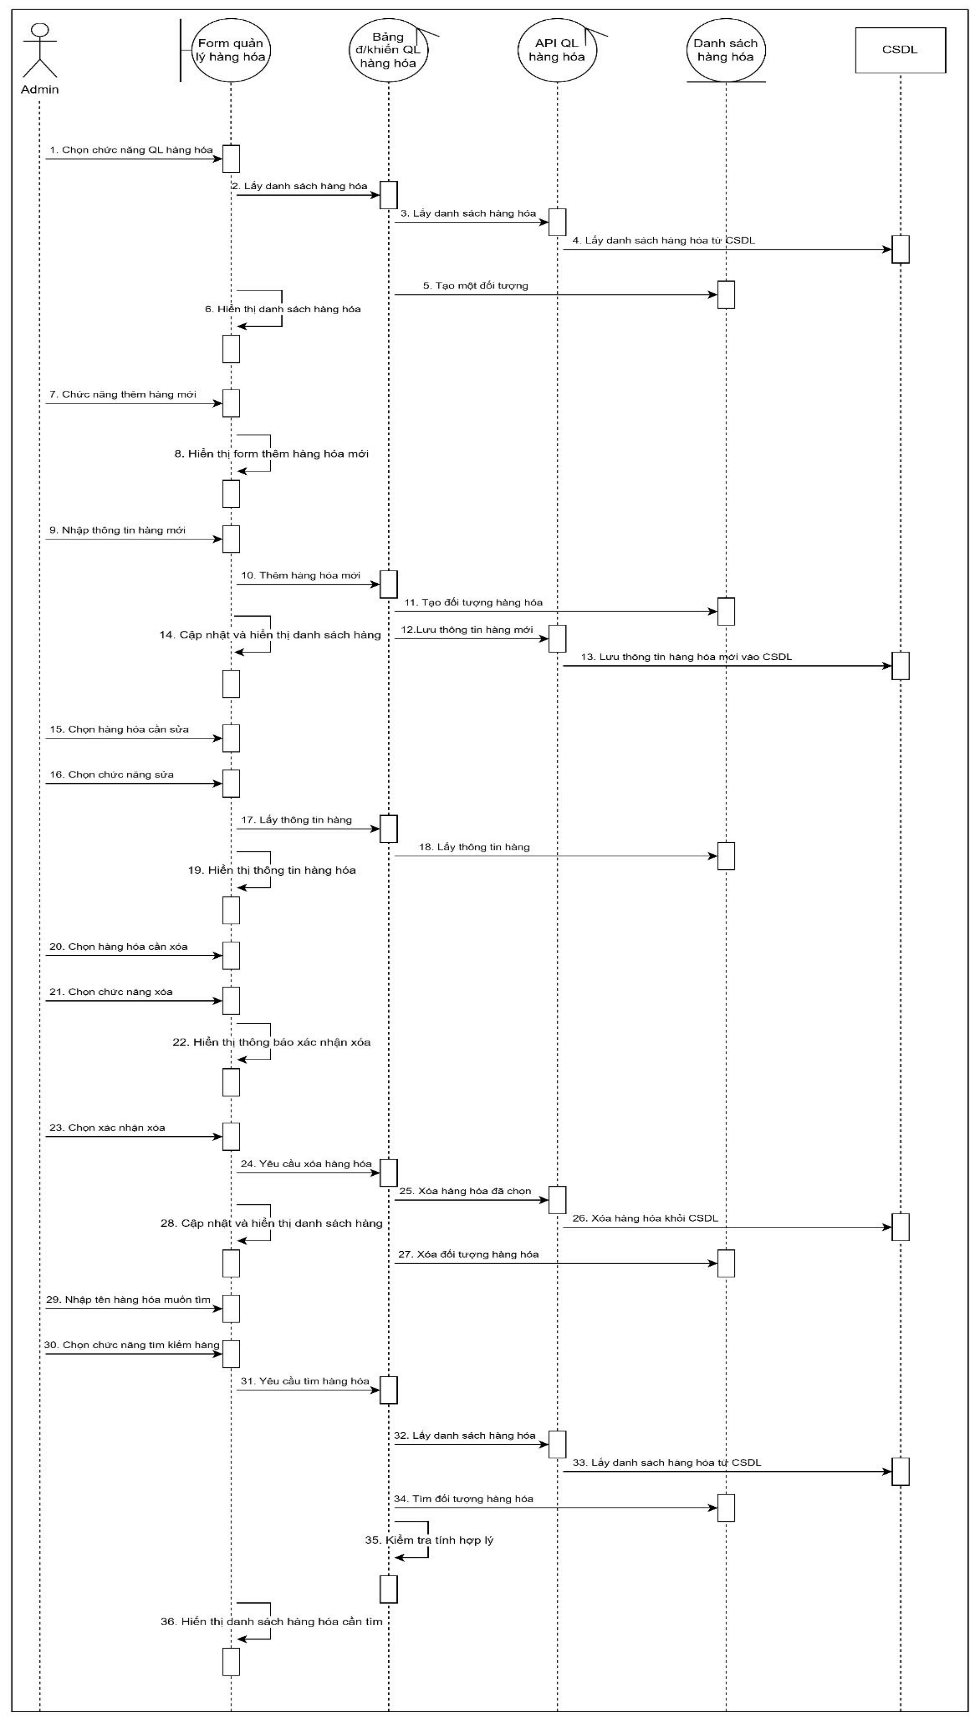 Admin
Form quản
lý hàng hóa
Bảng
đ/khiển QL
hàng hóa
API QL
hàng hóa
Danh sách
hàng hóa
CSDL
1. Chọn chức năng QL hàng hóa
2. Lấy danh sách hàng hóa
3. Lấy danh sách hàng hóa
4. Lấy danh sách hàng hóa từ CSDL
5. Tạo một đối tượng
6. Hiển thị danh sách hàng hóa
7. Chức năng thêm hàng mới
8. Hiển thị form thêm hàng hóa mới
9. Nhập thông tin hàng mới
10. Thêm hàng hóa mới
11. Tạo đối tượng hàng hóa
12.Lưu thông tin hàng mới
14. Cập nhật và hiển thị danh sách hàng
13. Lưu thông tin hàng hóa mới vào CSDL
15. Chọn hàng hóa cần sửa
16. Chọn chức năng sửa
17. Lấy thông tin hàng
18. Lấy thông tin hàng
19. Hiển thị thông tin hàng hóa
20. Chọn hàng hóa cần xóa
21. Chọn chức năng xóa
22. Hiển thị thông báo xác nhận xóa
23. Chọn xác nhận xóa
24. Yêu cầu xóa hàng hóa
25. Xóa hàng hóa đã chọn
26. Xóa hàng hóa khỏi CSDL
28. Cập nhật và hiển thị danh sách hàng
27. Xóa đối tượng hàng hóa
29. Nhập tên hàng hóa muốn tìm
30. Chọn chức năng tìm kiếm hàng
31. Yêu cầu tìm hàng hóa
32. Lấy danh sách hàng hóa
33. Lấy danh sách hàng hóa từ CSDL
34. Tìm đối tượng hàng hóa
35. Kiểm tra tính hợp lý
36. Hiển thị danh sách hàng hóa cần tìm